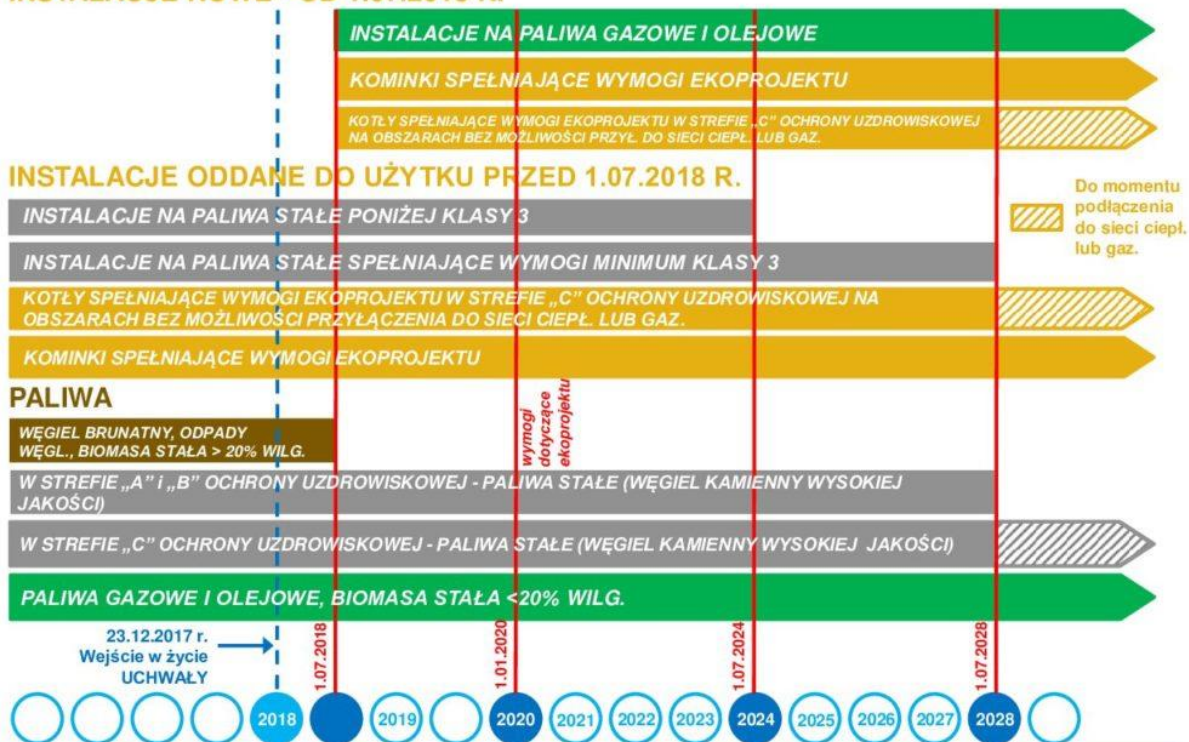 INSTALACJE NA PALIWA GAZOWE I OLEJOWE
KOMINKI SPEŁNIAJĄCE WYMOGI EKOPROJEKTU
KOTŁY SPEŁNIAJĄCE WYMOGI EKOPROJEKTU W STREFIE „C” OCHRONY UZDROWISKOWEJ
NA OBSZARACH BEZ MOŻLIWOŚCI PRZYŁ. DO SIECI CIEPŁ. LUB GAZ.
INSTALACJE ODDANE DO UŻYTKU PRZED 1.07.2018 R.
Do momentu
podłączenia
do sieci ciepł.
lub gaz.
INSTALACJE NA PALIWA STAŁE PONIŻEJ KLASY 3
INSTALACJE NA PALIWA STAŁE SPEŁNIAJĄCE WYMOGI MINIMUM KLASY 3
KOTŁY SPEŁNIAJĄCE WYMOGI EKOPROJEKTU W STREFIE „C” OCHRONY UZDROWISKOWEJ NA
OBSZARACH BEZ MOŻLIWOŚCI PRZYŁĄCZENIA DO SIECI CIEPŁ. LUB GAZ.
KOMINKI SPEŁNIAJĄCE WYMOGI EKOPROJEKTU
PALIWA
wymogi
dotyczące
ekoprojektu
WĘGIEL BRUNATNY, ODPADY
WĘGL., BIOMASA STAŁA > 20% WILG.
W STREFIE „A” i „B” OCHRONY UZDROWISKOWEJ - PALIWA STAŁE (WĘGIEL KAMIENNY WYSOKIEJ
JAKOŚCI)
W STREFIE „C” OCHRONY UZDROWISKOWEJ - PALIWA STAŁE (WĘGIEL KAMIENNY WYSOKIEJ JAKOŚCI)
PALIWA GAZOWE I OLEJOWE, BIOMASA STAŁA <20% WILG.
23.12.2017 r.
Wejście w życie
UCHWAŁY
1.07.2018
1.01.2020
1.07.2024
1.07.2028
2018 2019 2020 2021 2022 2023 2024 2025 2026 2027 2028